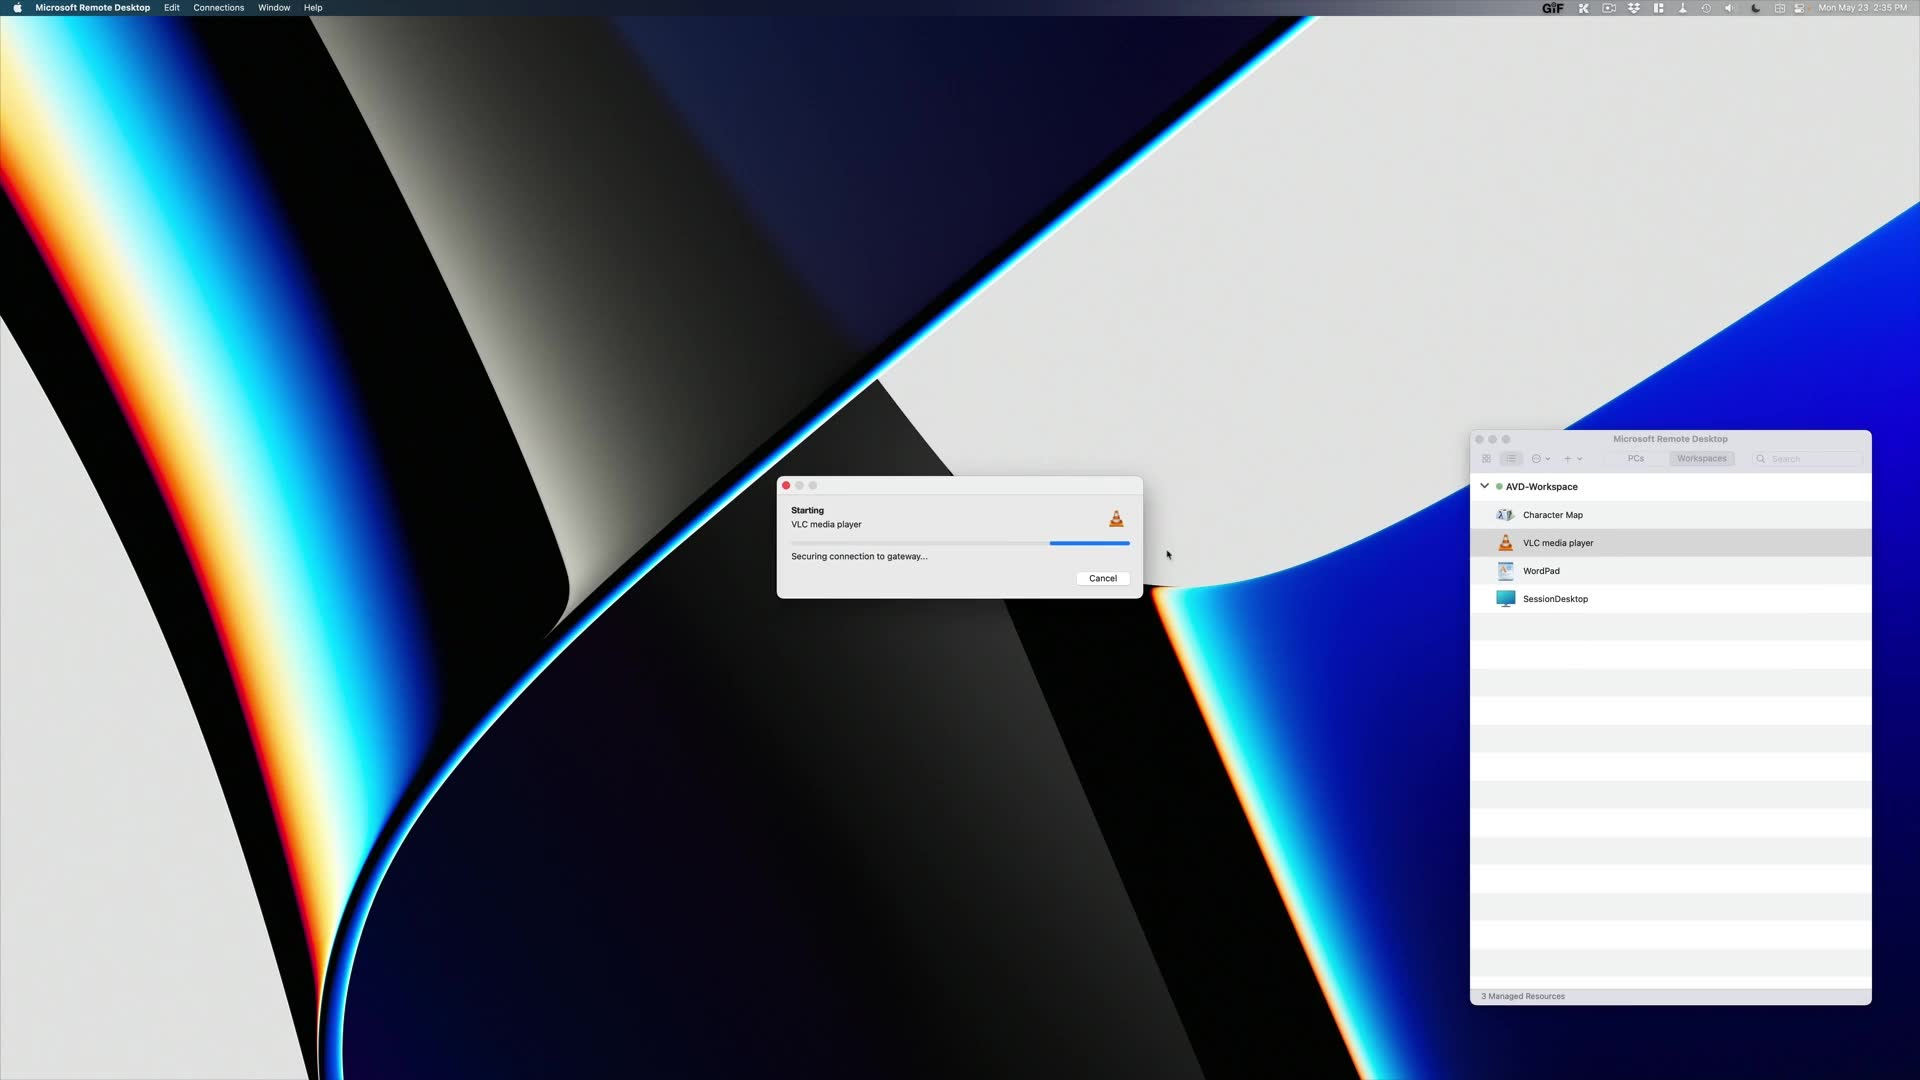 Microsoft Remote Desktop Edit Connections Window Help GIF Mon May 23 2:35 PM
Starting
VLC media player
Securing connection to gateway...
Cancel
Microsoft Remote Desktop
PCs Workspaces Search
AVD-Workspace
Character Map
VLC media player
WordPad
SessionDesktop
3 Managed Resources